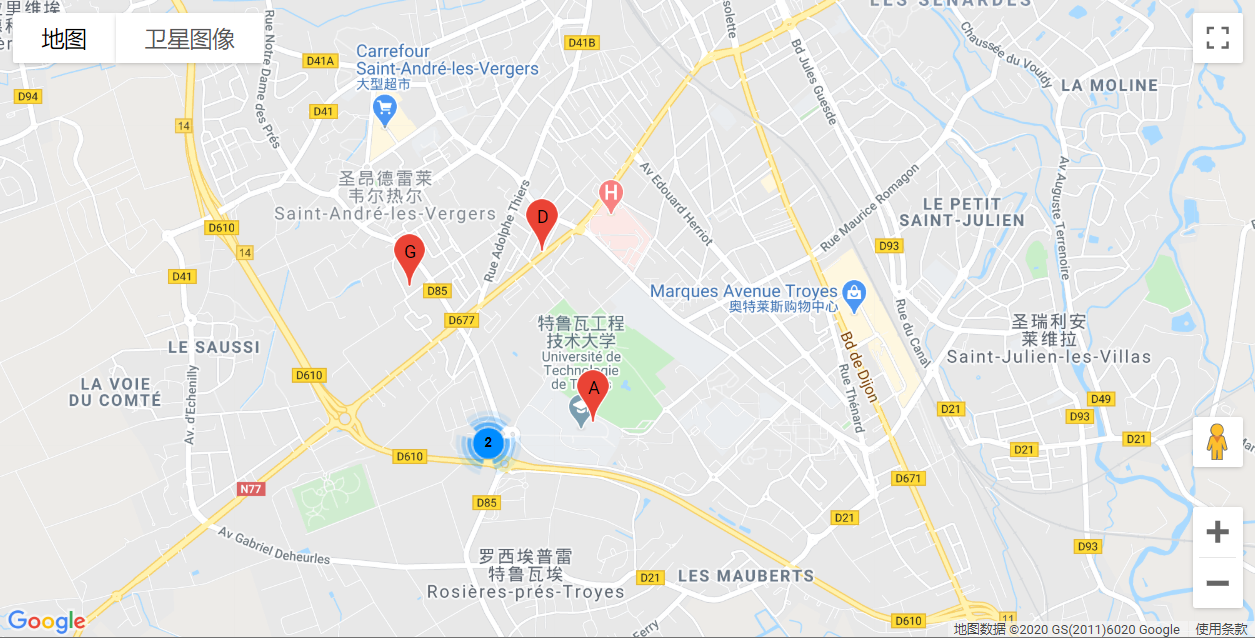 LES SÉNARDES
地图
卫星图像
D41B
D41A
Carrefour
Saint-André-les-Vergers
大型超市
Chaussée du Vouldy
LA MOLINE
D94
D41
14
Rue Notre Dame des Prés
Bd Jules Guesde
圣昂德雷莱
韦尔热尔
Saint-André-les-Vergers
Rue Adolphe Thiers
H
Av Edouard Herriot
Rue Maurice Romagon
Av Auguste Terrenoire
LE PETIT
SAINT-JULIEN
D
D610
14
G
D93
D41
D85
D677
Marques Avenue Troyes
奥特莱斯购物中心
特鲁瓦工程
技术大学
Université de
Technologie
A
Rue du Canal
圣瑞利安
莱维拉
Saint-Julien-les-Villas
LE SAUSSI
D610
LA VOIE
DU COMTÉ
Av. d'Echenilly
Bd de Dijon
Rue Thénard
D49
D21
D93
2
D21
D21
D610
N77
D85
D671
D21
Av Gabriel Deheurles
D93
罗西埃普雷
特鲁瓦埃
Rosières-prés-Troyes
D21
LES MAUBERTS
Google
Ferry
D610
11
地图数据 ©2020 GS(2011)6020 Google
使用条款